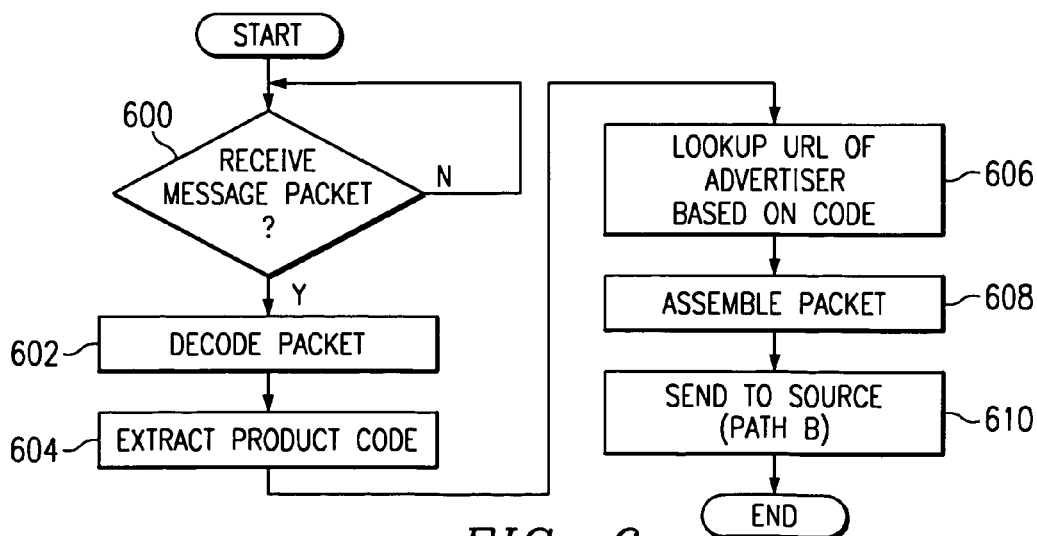 START
600
RECEIVE
MESSAGE PACKET
?
N
Y
602
DECODE PACKET
604
EXTRACT PRODUCT CODE
LOOKUP URL OF
ADVERTISER
BASED ON CODE
606
ASSEMBLE PACKET
608
SEND TO SOURCE
(PATH B)
610
END